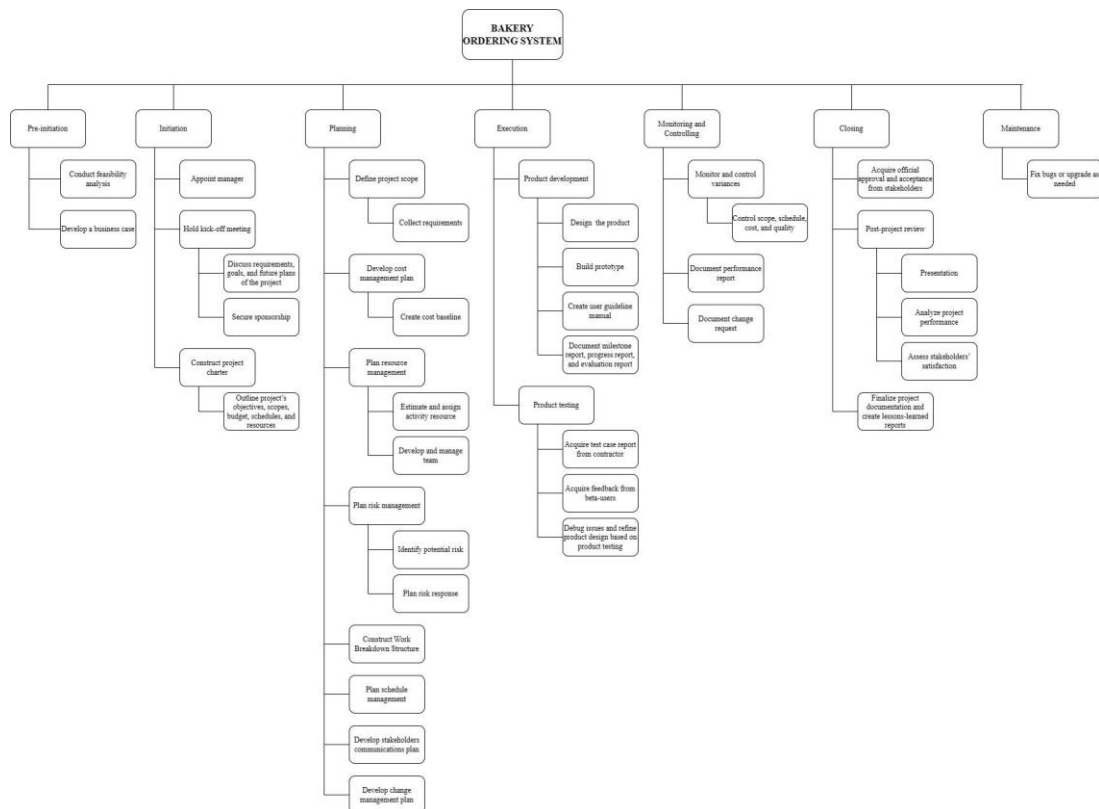 BAKERY
ORDERING SYSTEM
Pre-initiation
Conduct feasibility
analysis
Develop a business case
Initiation
Appoint manager
Hold kick-off meeting
Discuss requirements,
goals, and future plans
of the project
Secure sponsorship
Construct project
charter
Outline project's
objectives, scopes,
budget, schedules, and
resources
Planning
Define project scope
Collect requirements
Develop cost
management plan
Create cost baseline
Plan resource
management
Estimate and assign
activity resource
Develop and manage
team
Plan risk management
Identify potential risk
Plan risk response
Construct Work
Breakdown Structure
Plan schedule
management
Develop stakeholders
communications plan
Develop change
management plan
Execution
Product development
Design the product
Build prototype
Create user guideline
manual
Document milestone
report, progress report,
and evaluation report
Product testing
Acquire test case report
from contractor
Acquire feedback from
beta-users
Debug issues and refine
product design based on
product testing
Monitoring and
Controlling
Monitor and control
variances
Control scope, schedule,
cost, and quality
Document performance
report
Document change
request
Closing
Acquire official
approval and acceptance
from stakeholders
Post-project review
Presentation
Analyze project
performance
Assess stakeholders'
satisfaction
Finalize project
documentation and
create lessons-learned
reports
Maintenance
Fix bugs or upgrade as
needed